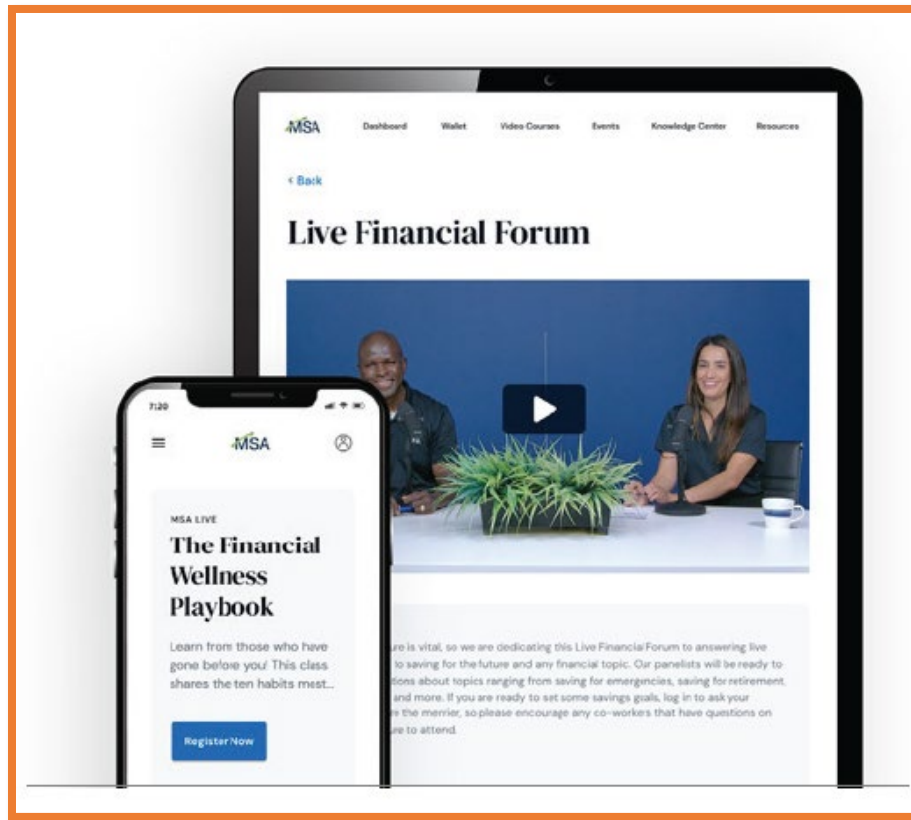 MSA Dashboard Wallet Video Courses Events Knowledge Center Resources
< Back
Live Financial Forum
7:20
MSA
MSA LIVE
The Financial
Wellness
Playbook
Learn from those who have
gone before you! This class
shares the ten habits most...
Register Now
is vital, so we are dedicating this Live Financial Forum to answering live
to saving for the future and any financial topic. Our panelists will be ready to
about topics ranging from saving for emergencies, saving for retirement,
and more. If you are ready to set some savings goals, log in to ask your
the merrier, so please encourage any co-workers that have questions on
to attend.